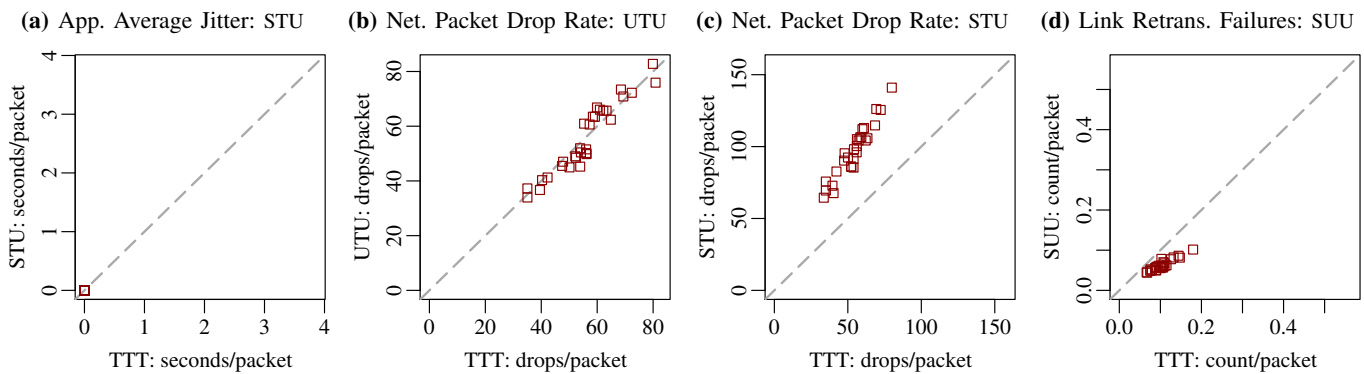 (a) App. Average Jitter: STU
(b) Net. Packet Drop Rate: UTU
(c) Net. Packet Drop Rate: STU
(d) Link Retrans. Failures: SUU
STU: seconds/packet
0 1 2 3 4
0 1 2 3 4
TTT: seconds/packet
UTU: drops/packet
0 20 40 60 80
0 20 40 60 80
TTT: drops/packet
STU: drops/packet
0 50 100 150
0 50 100 150
TTT: drops/packet
SUU: count/packet
0.0 0.2 0.4
0.0 0.2 0.4
TTT: count/packet